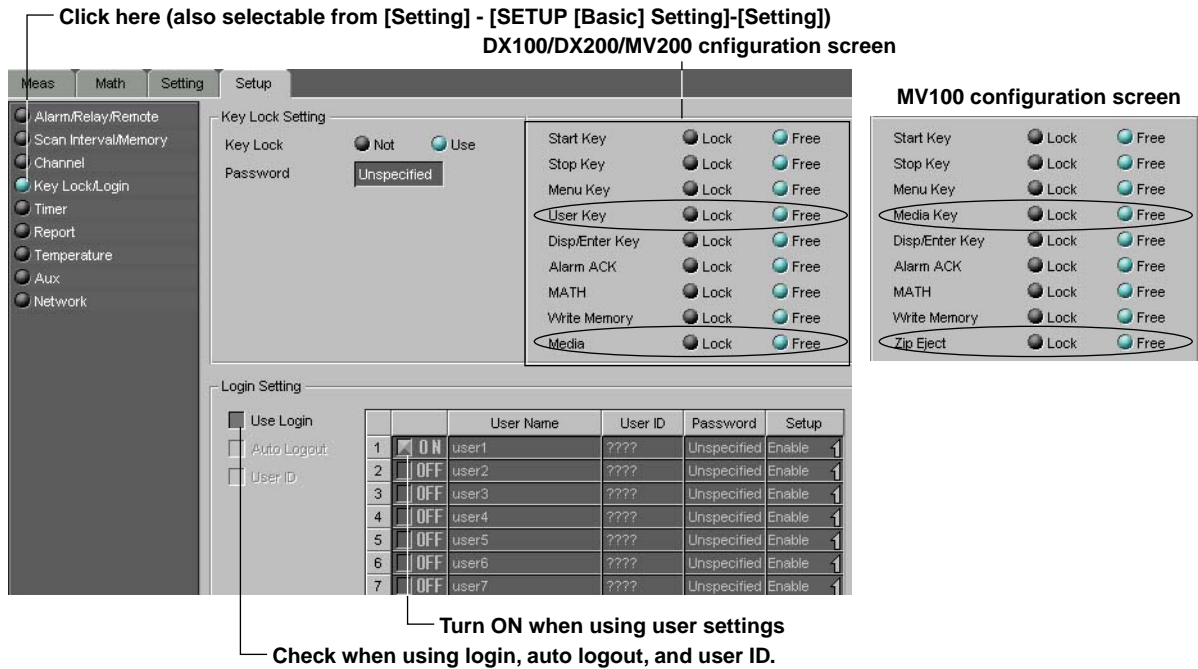 Click here (also selectable from [Setting] - [SETUP [Basic] Setting]-[Setting])
DX100/DX200/MV200 cnfiguration screen
MV100 configuration screen
Meas Math Setting Setup
Alarm/Relay/Remote
Scan Interval/Memory
Channel
Key Lock/Login
Timer
Report
Temperature
Aux
Network
Key Lock Setting
Key Lock Not Use
Password Unspecified
Start Key Lock Free
Stop Key Lock Free
Menu Key Lock Free
User Key Lock Free
Disp/Enter Key Lock Free
Alarm ACK Lock Free
MATH Lock Free
Write Memory Lock Free
Media Lock Free
Start Key Lock Free
Stop Key Lock Free
Menu Key Lock Free
Media Key Lock Free
Disp/Enter Key Lock Free
Alarm ACK Lock Free
MATH Lock Free
Write Memory Lock Free
Zip Eject Lock Free
Login Setting
Use Login
Auto Logout
User ID
User Name User ID Password Setup
1 ON user1 ???? Unspecified Enable
2 OFF user2 ???? Unspecified Enable
3 OFF user3 ???? Unspecified Enable
4 OFF user4 ???? Unspecified Enable
5 OFF user5 ???? Unspecified Enable
6 OFF user6 ???? Unspecified Enable
7 OFF user7 ???? Unspecified Enable
Turn ON when using user settings
Check when using login, auto logout, and user ID.